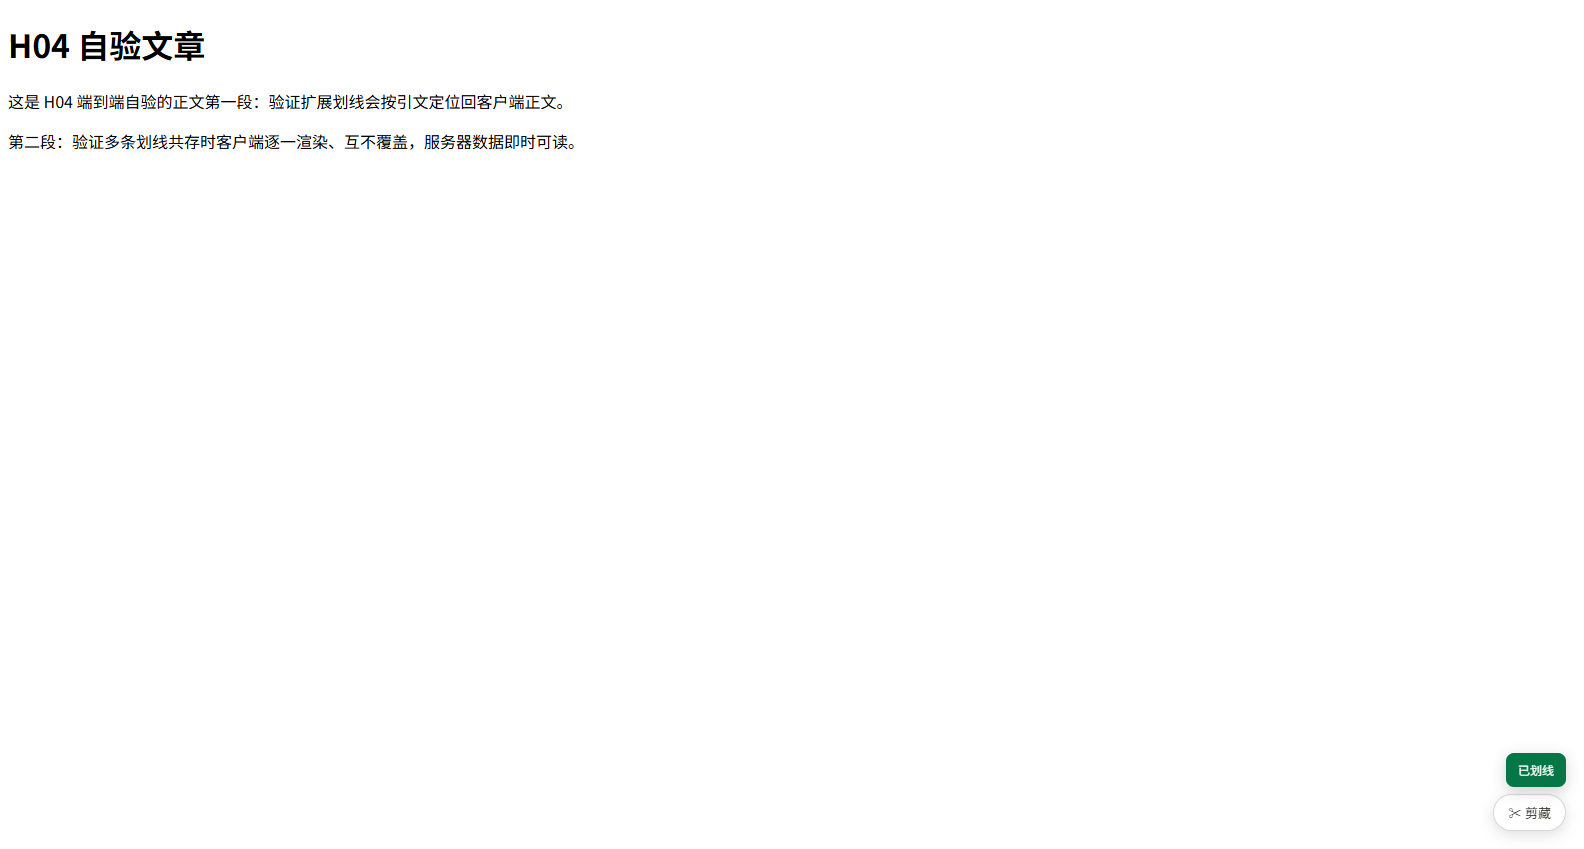 H04 自验文章
这是 H04 端到端自验的正文第一段：验证扩展划线会按引文定位回客户端正文。
第二段：验证多条划线共存时客户端逐一渲染、互不覆盖，服务器数据即时可读。
已划线
✂ 剪藏